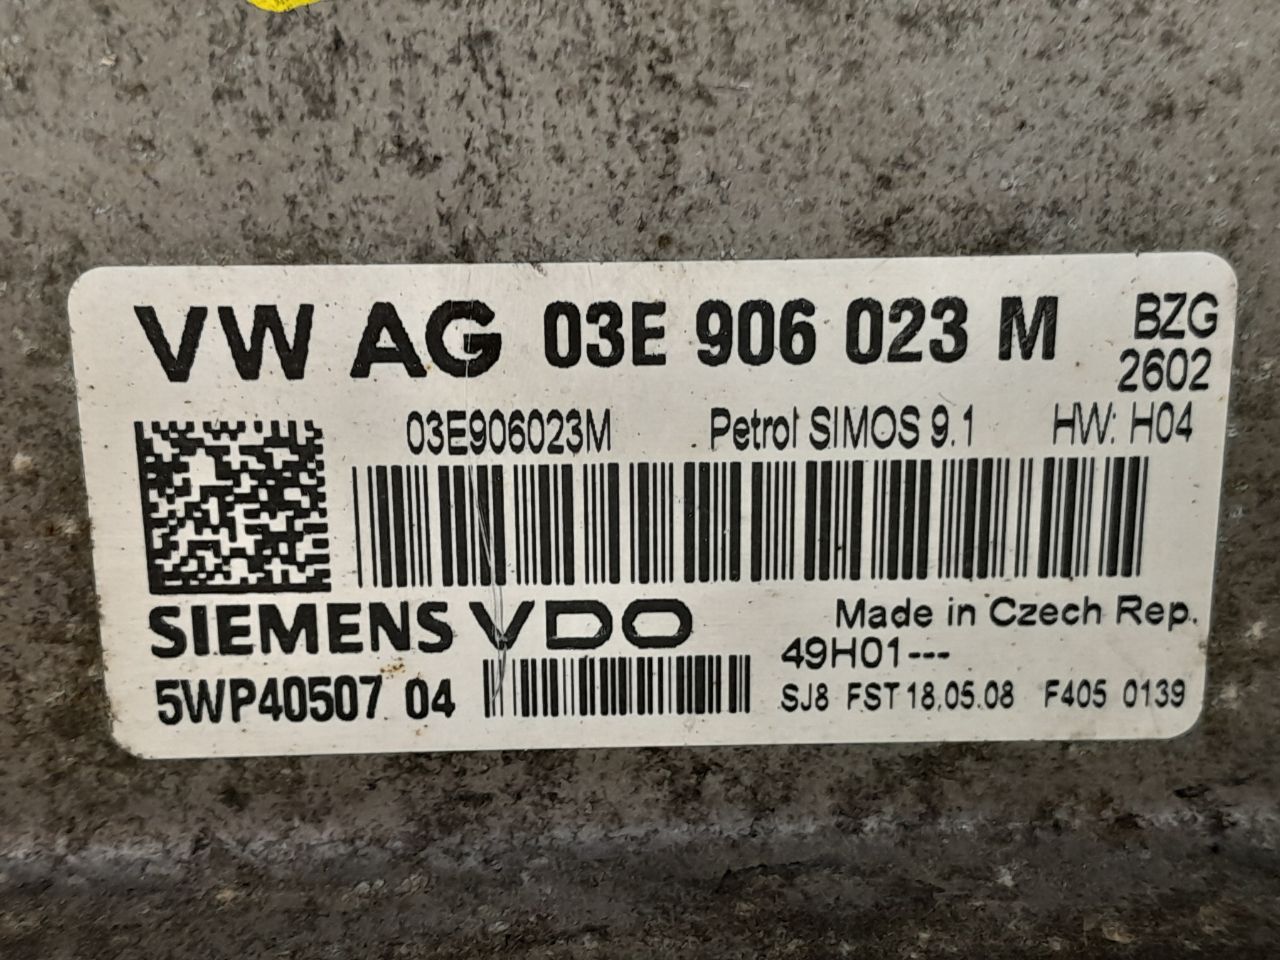 VW AG 03E 906 023 M BZG
2602
03E906023M Petrol SIMOS 9.1 HW: H04
SIEMENS VDO Made in Czech Rep.
49H01---
5WP40507 04 SJ8 FST 18.05.08 F405 0139